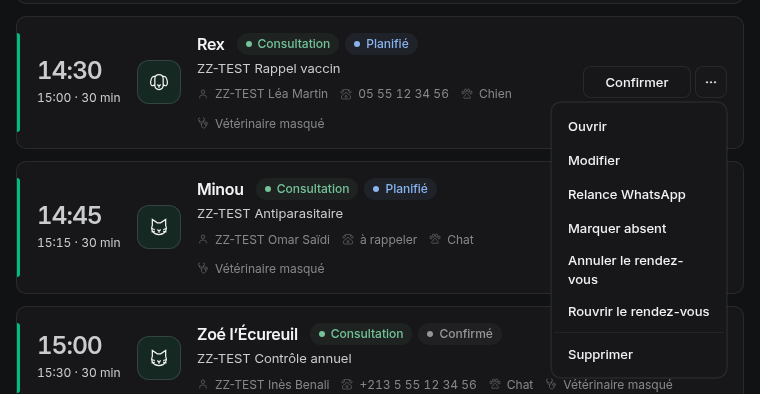 Rex Consultation Planifié
14:30
ZZ-TEST Rappel vaccin
15:00 · 30 min
ZZ-TEST Léa Martin 05 55 12 34 56 Chien
Vétérinaire masqué
Confirmer ...
Ouvrir
Modifier
Relance WhatsApp
Marquer absent
Annuler le rendez-
vous
Rouvrir le rendez-vous
Supprimer
Minou Consultation Planifié
14:45
ZZ-TEST Antiparasitaire
15:15 · 30 min
ZZ-TEST Omar Saïdi à rappeler Chat
Vétérinaire masqué
Zoé l’Écureuil Consultation Confirmé
15:00
ZZ-TEST Contrôle annuel
15:30 · 30 min
ZZ-TEST Inès Benali +213 5 55 12 34 56 Chat Vétérinaire masqué